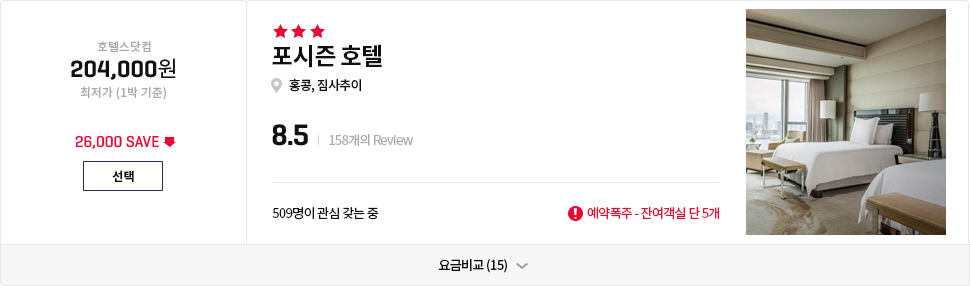 호텔스닷컴
204,000원
최저가 (1박 기준)
26,000 SAVE
선택
포시즌 호텔
홍콩, 짐사추이
8.5
158개의 Review
509명이 관심 갖는 중
예약폭주 - 잔여객실 단 5개
요금비교 (15)